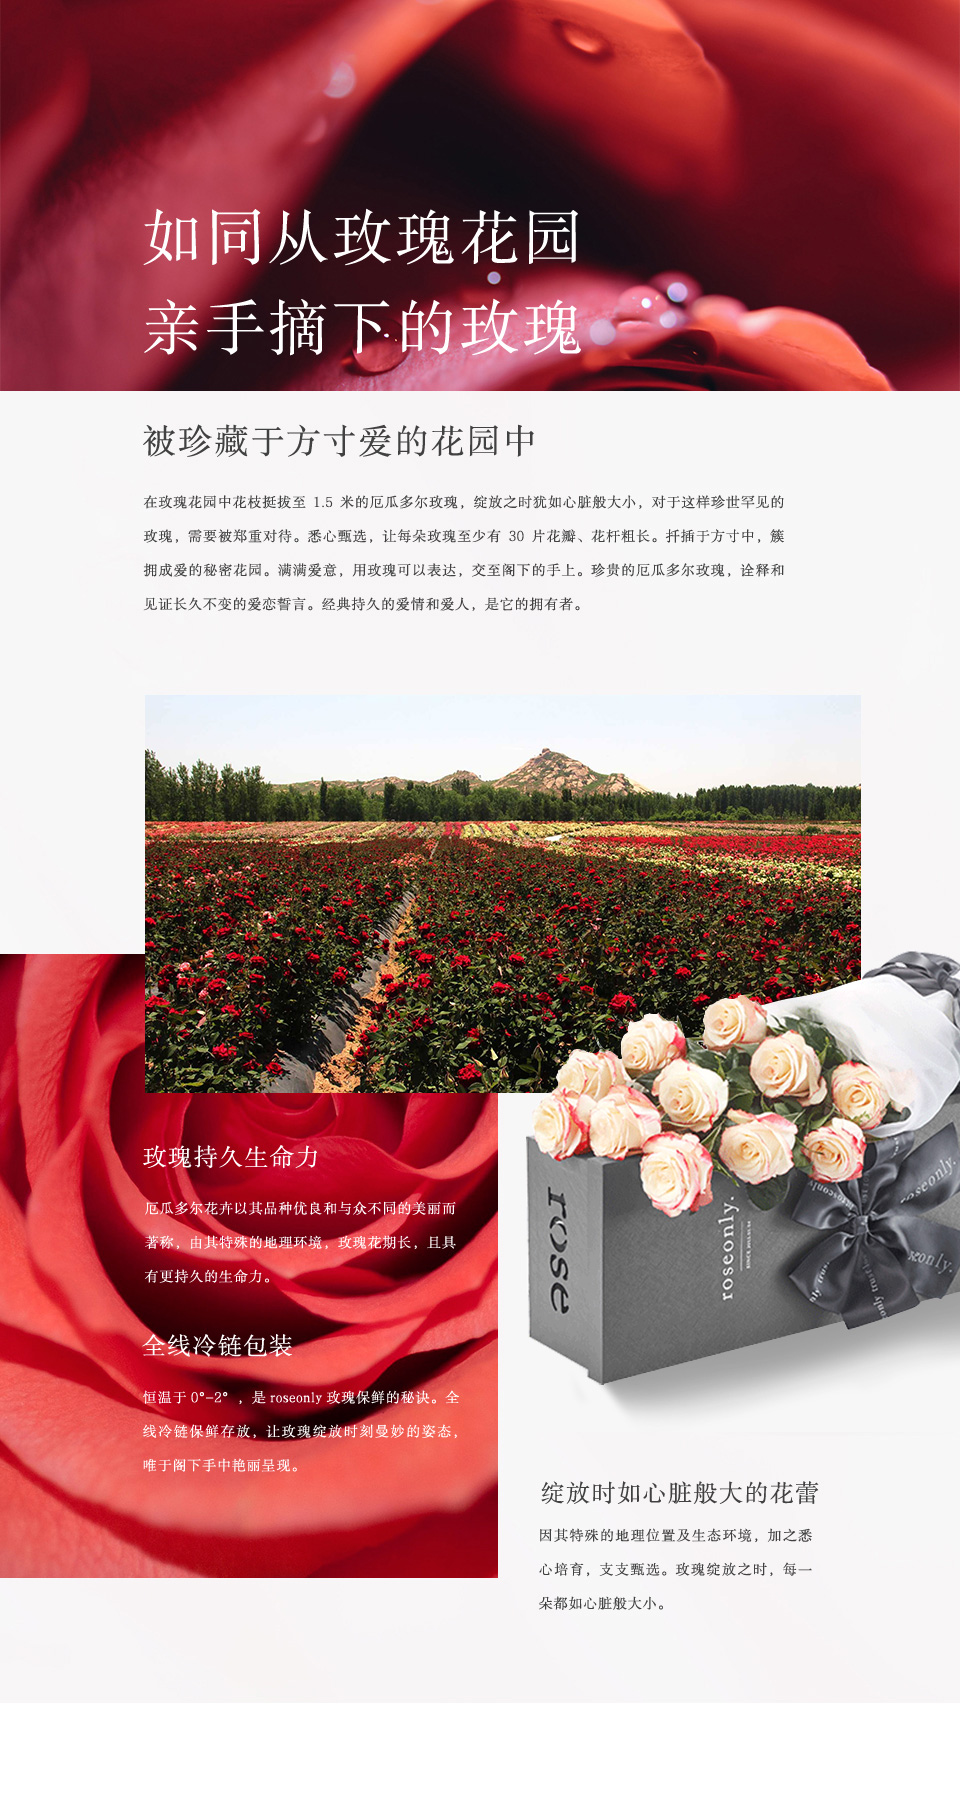 如同从玫瑰花园
亲手摘下的玫瑰
被珍藏于方寸爱的花园中
在玫瑰花园中花枝挺拔至 1.5 米的厄瓜多尔玫瑰，绽放之时犹如心脏般大小，对于这样珍世罕见的
玫瑰，需要被郑重对待。悉心甄选，让每朵玫瑰至少有 30 片花瓣、花杆粗长。扦插于方寸中，簇
拥成爱的秘密花园。满满爱意，用玫瑰可以表达，交至阁下的手上。珍贵的厄瓜多尔玫瑰，诠释和
见证长久不变的爱恋誓言。经典持久的爱情和爱人，是它的拥有者。
玫瑰持久生命力
厄瓜多尔花卉以其品种优良和与众不同的美丽而
著称，由其特殊的地理环境，玫瑰花期长，且具
有更持久的生命力。
全线冷链包装
恒温于 0°-2° ，是 roseonly 玫瑰保鲜的秘诀。全
线冷链保鲜存放，让玫瑰绽放时刻曼妙的姿态，
唯于阁下手中艳丽呈现。
rose
roseonly.
roseonly.
绽放时如心脏般大的花蕾
因其特殊的地理位置及生态环境，加之悉
心培育，支支甄选。玫瑰绽放之时，每一
朵都如心脏般大小。